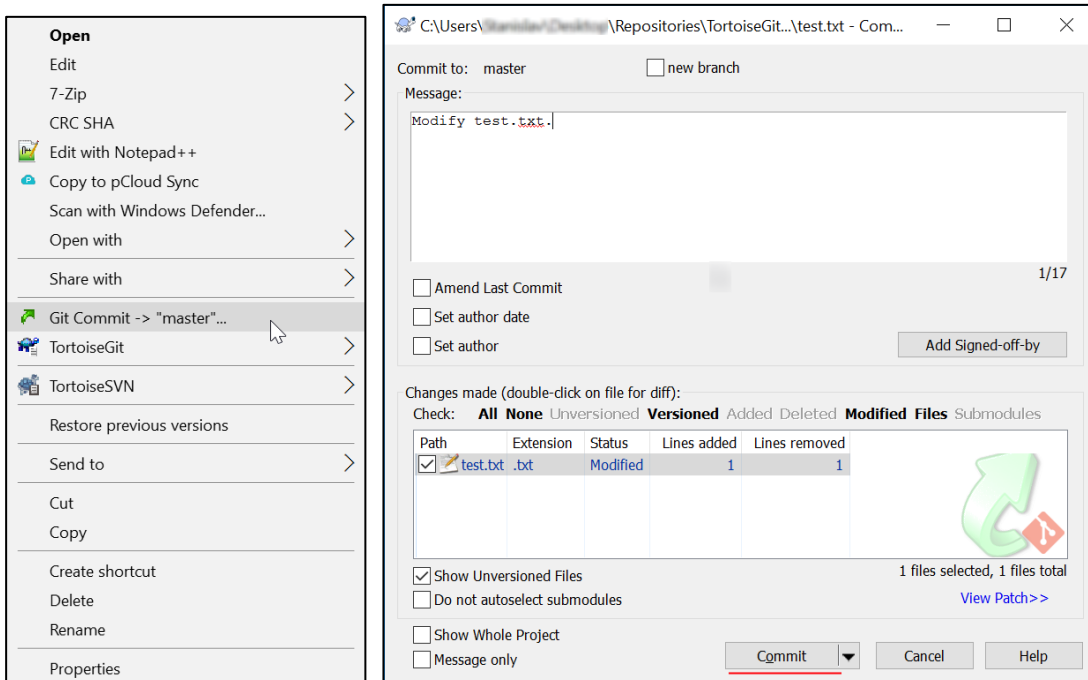 Open
Edit
7-Zip
CRC SHA
Edit with Notepad++
Copy to pCloud Sync
Scan with Windows Defender...
Open with
Share with
Git Commit -> "master"...
TortoiseGit
TortoiseSVN
Restore previous versions
Send to
Cut
Copy
Create shortcut
Delete
Rename
Properties
C:\Users\ \Repositories\TortoiseGit...\test.txt - Com...
Commit to: master new branch
Message:
Modify test.txt.
1/17
Amend Last Commit
Set author date
Set author
Add Signed-off-by
Changes made (double-click on file for diff):
Check: All None Unversioned Versioned Added Deleted Modified Files Submodules
Path Extension Status Lines added Lines removed
test.txt .txt Modified 1 1
Show Unversioned Files
1 files selected, 1 files total
Do not autoselect submodules
View Patch>>
Show Whole Project
Message only
Commit Cancel Help